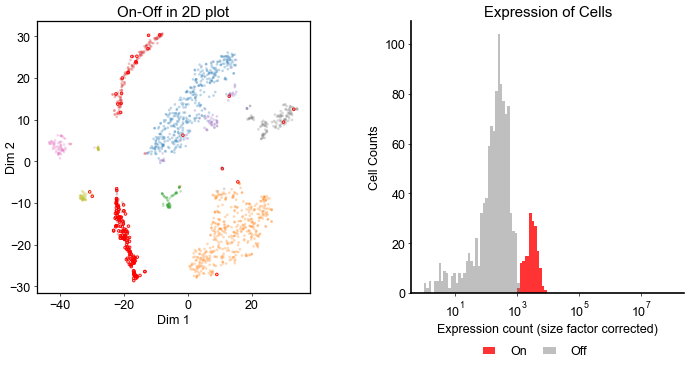 On-Off in 2D plot
30
20
10
0
−10
−20
−30
Dim 2
−40
−20
0
20
Dim 1
Expression of Cells
100
80
60
40
20
0
Cell Counts
10^1
10^3
10^5
10^7
Expression count (size factor corrected)
On
Off